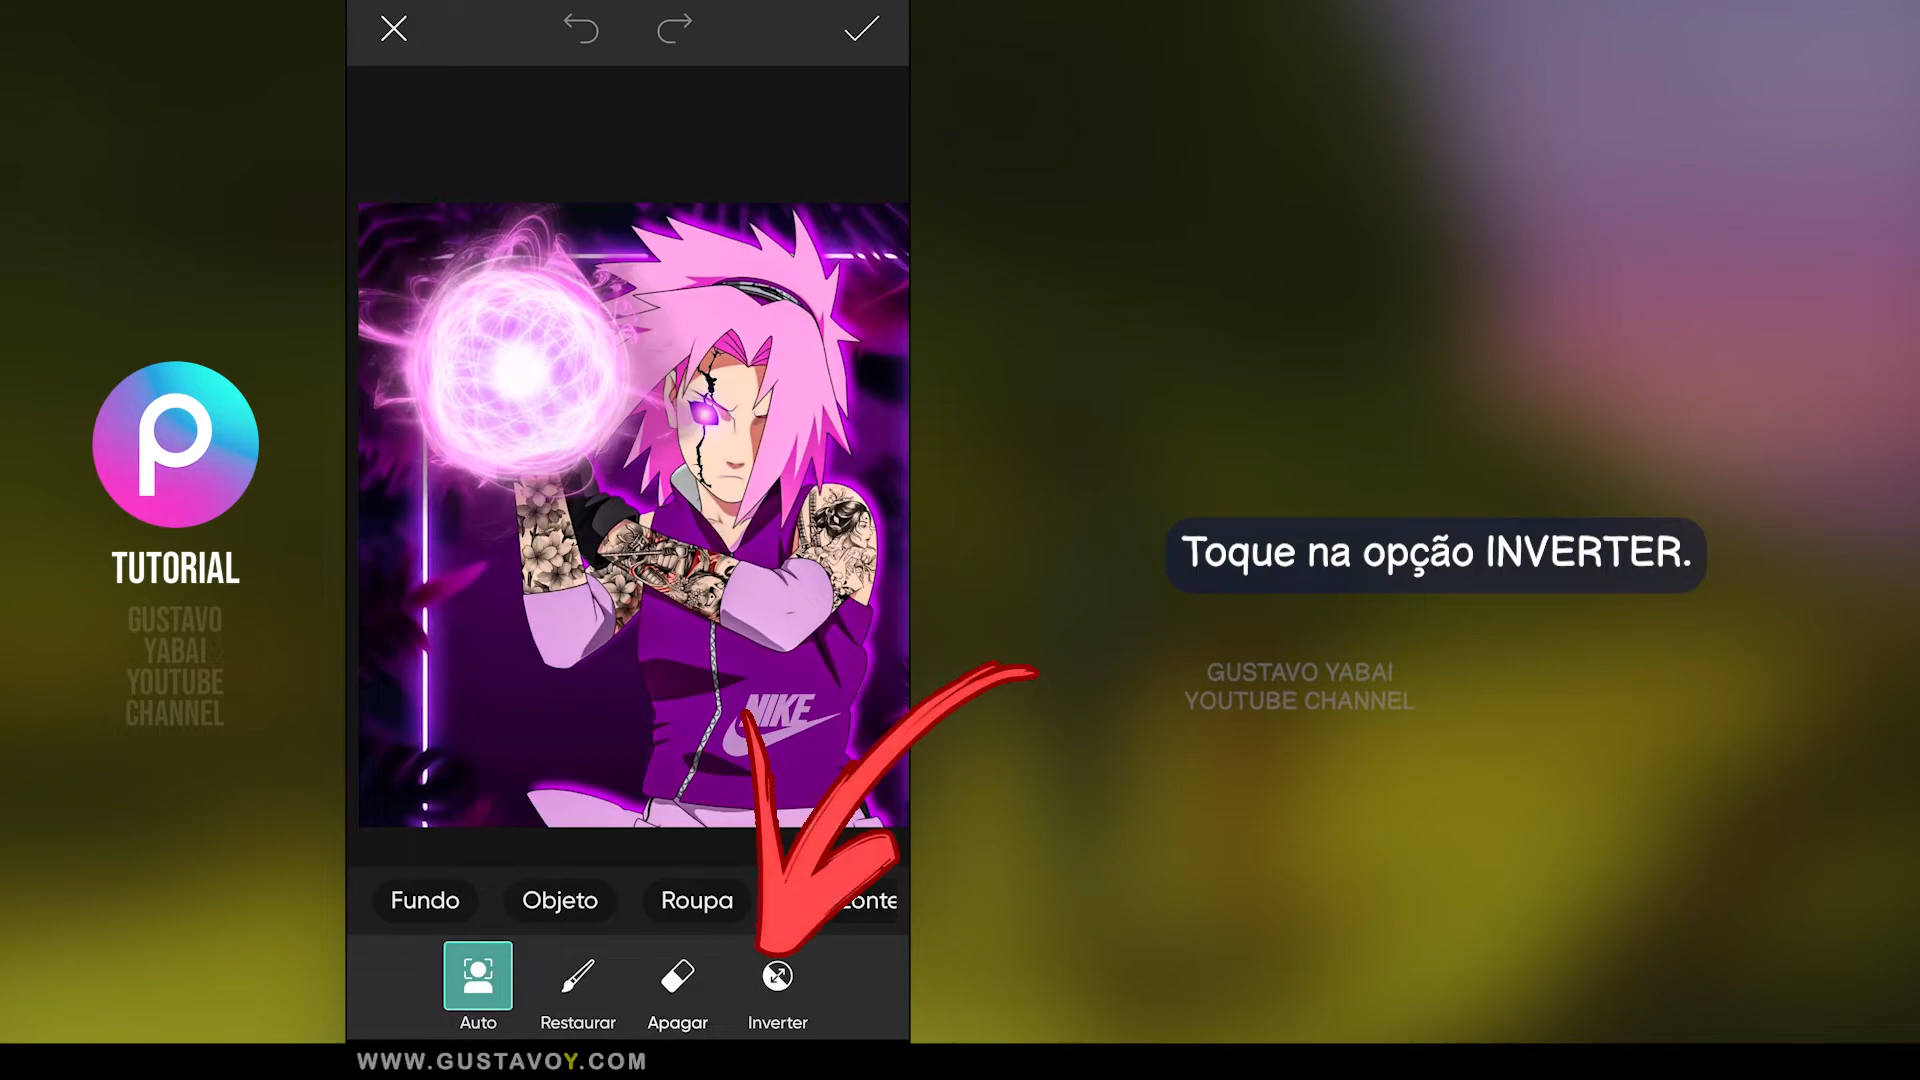 TUTORIAL
GUSTAVO
YABAI
YOUTUBE
CHANNEL
NIKE
Fundo
Objeto
Roupa
Auto
Restaurar
Apagar
Inverter
WWW.GUSTAVOY.COM
Toque na opção INVERTER.
GUSTAVO YABAI
YOUTUBE CHANNEL